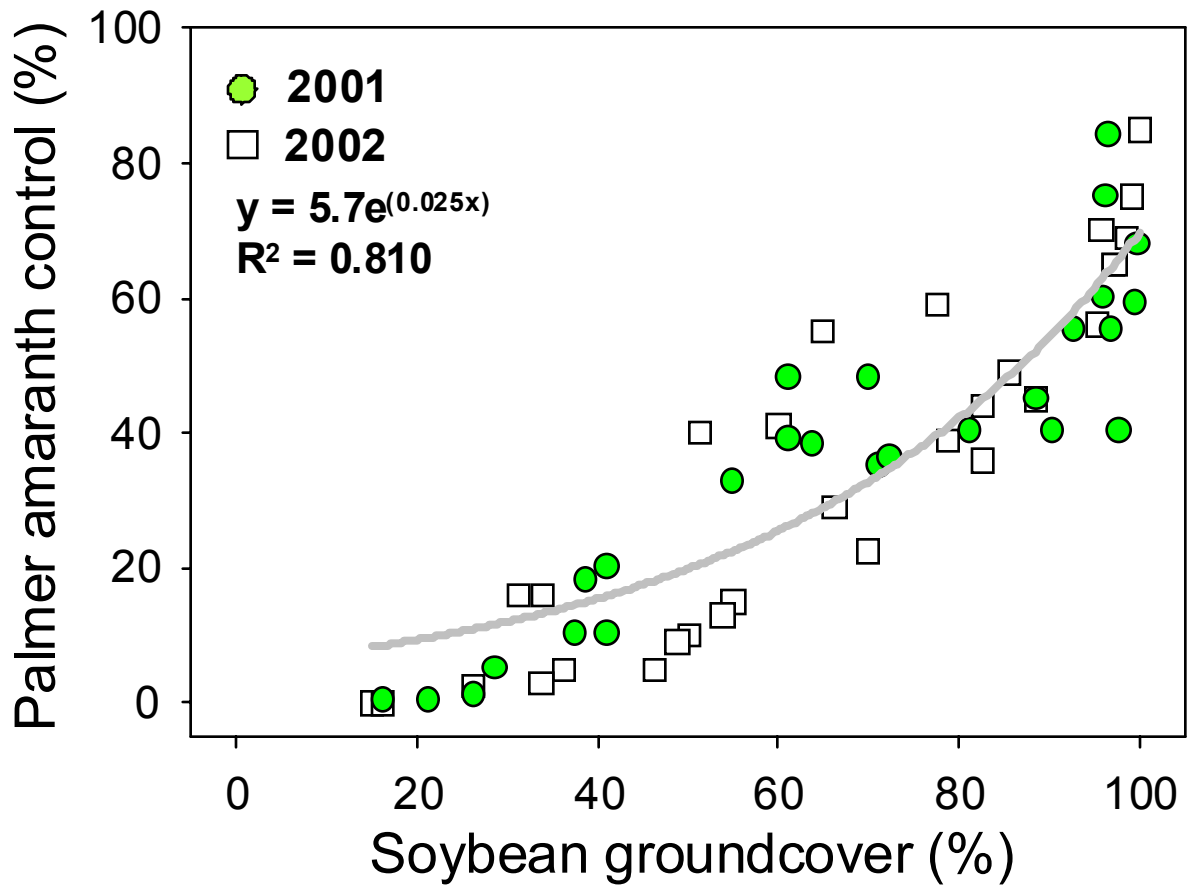 Palmer amaranth control (%)
100
80
60
40
20
0
2001
2002
y = 5.7e(0.025x)
R² = 0.810
0 20 40 60 80 100
Soybean groundcover (%)